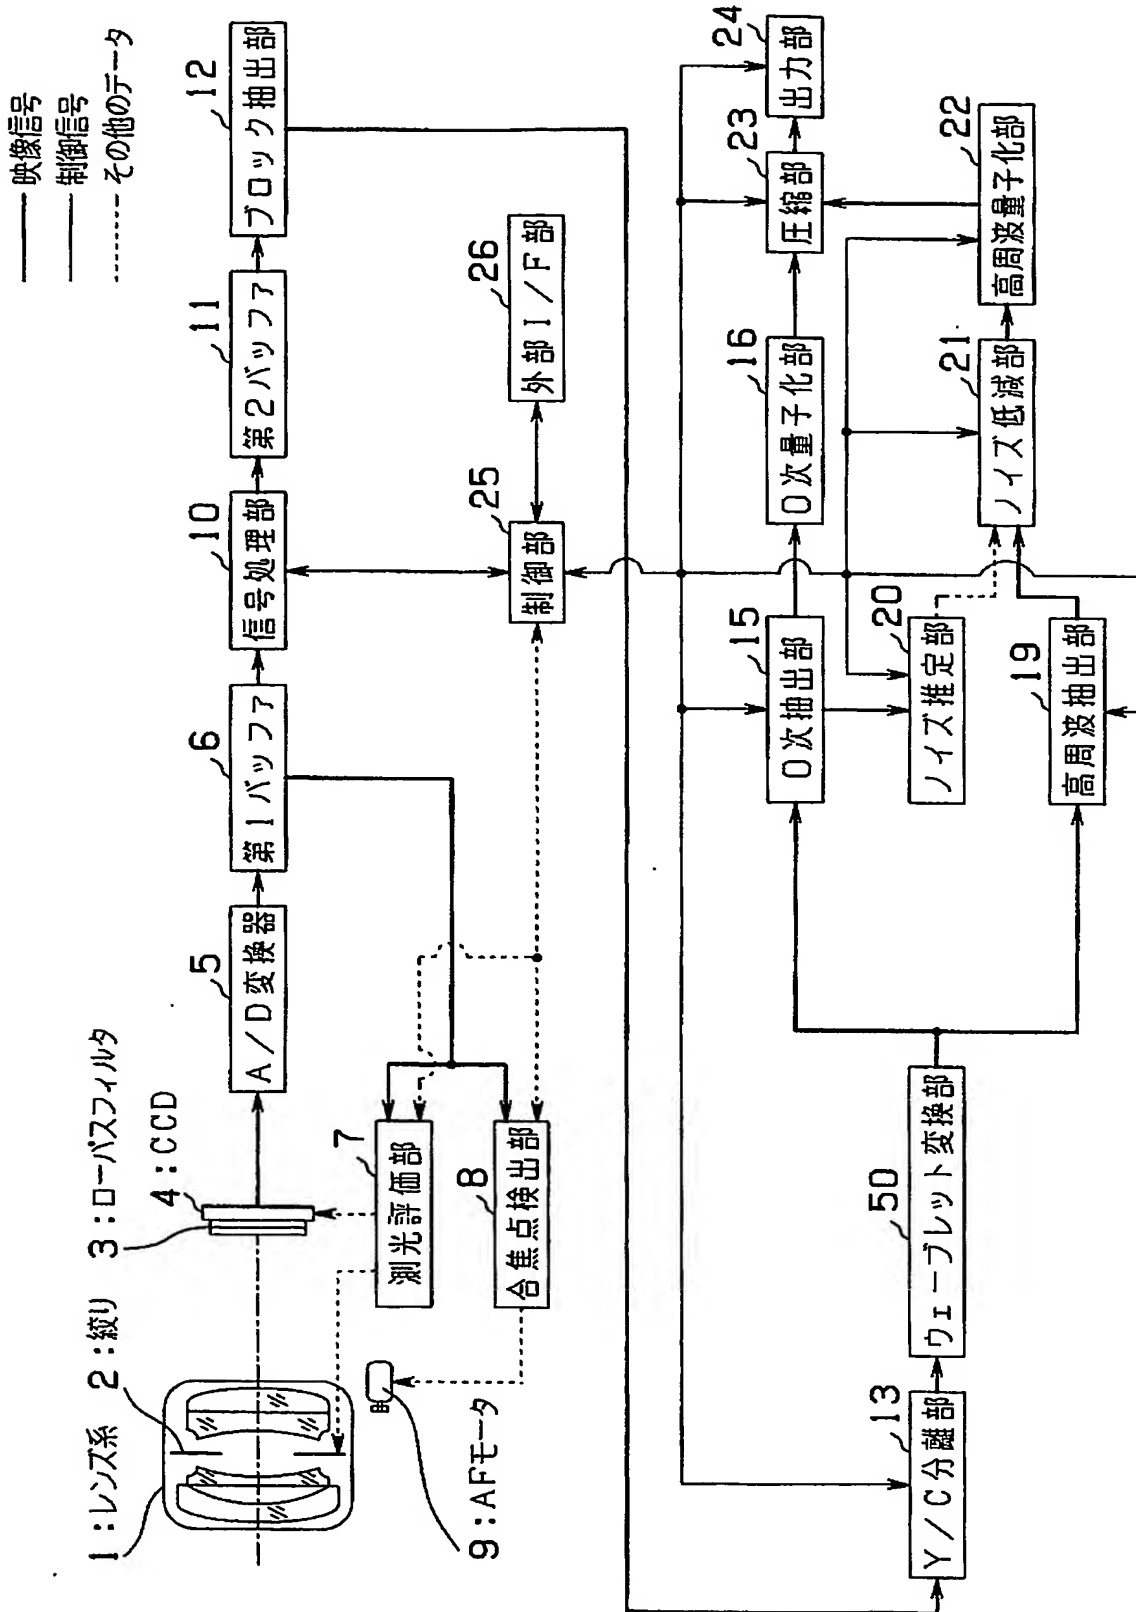 映像信号
制御信号
その他のデータ
1:レンズ系
2:絞り
3:ローパスフィルタ
4:CCD
5
A/D変換器
6
第1バッファ
10
信号処理部
11
第2バッファ
12
ブロック抽出部
7
測光評価部
8
合焦点検出部
9:AFモータ
25
制御部
26
外部I/F部
13
Y/C分離部
50
ウェーブレット変換部
15
0次抽出部
16
0次量子化部
23
圧縮部
24
出力部
20
ノイズ推定部
19
高周波抽出部
21
ノイズ低減部
22
高周波量子化部